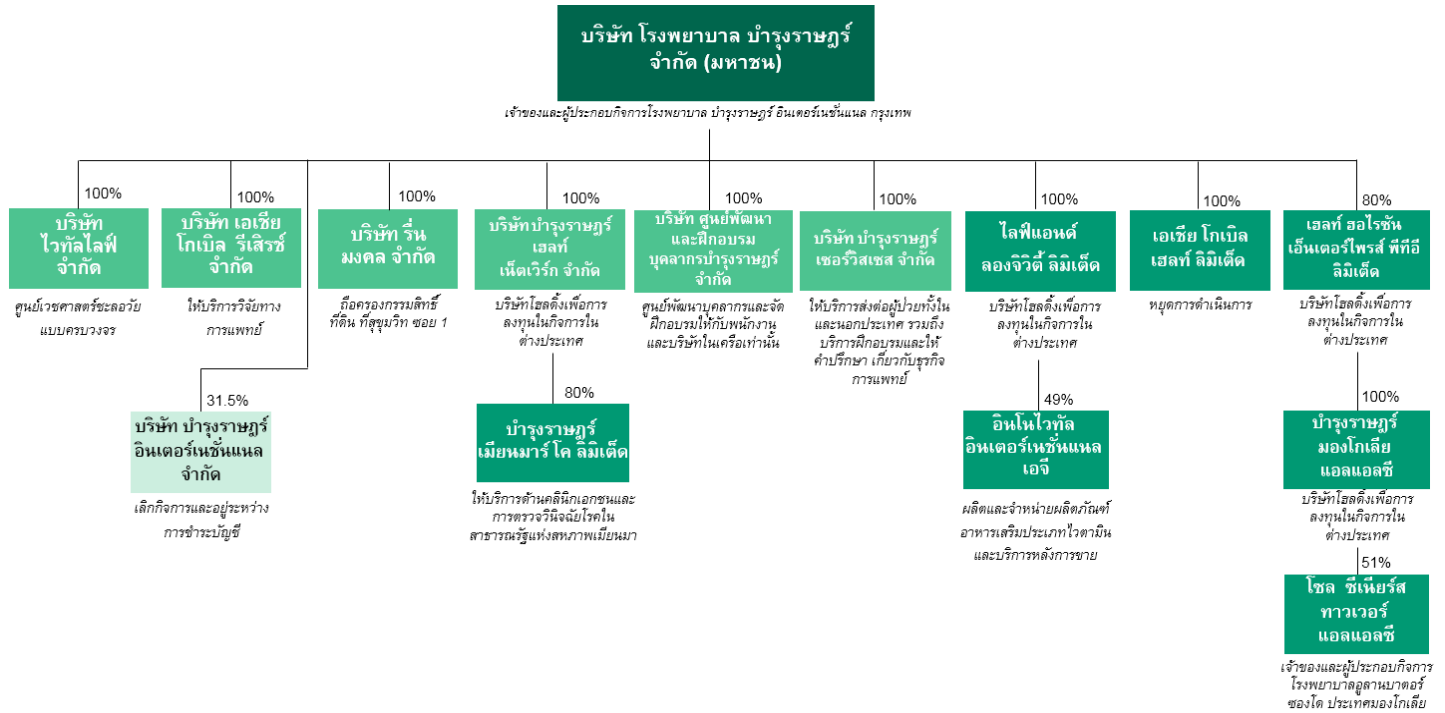 บริษัท โรงพยาบาล บำรุงราษฎร์
จำกัด (มหาชน)
เจ้าของและผู้ประกอบกิจการโรงพยาบาล บำรุงราษฎร์ อินเตอร์เนชั่นแนล กรุงเทพ
100%
บริษัท
ไวทัลไลฟ์
จำกัด
ศูนย์เวชศาสตร์ชะลอวัย
แบบครบวงจร
100%
บริษัท เอเชีย
โกเบิล รีเสิรช์
จำกัด
ให้บริการวิจัยทาง
การแพทย์
100%
บริษัท รื่น
มงคล จำกัด
ถือครองกรรมสิทธิ์
ที่ดิน ที่สุขุมวิท ซอย 1
100%
บริษัท บำรุงราษฎร์
เฮลท์
เน็ตเวิร์ก จำกัด
บริษัทโฮลดิ้งเพื่อการ
ลงทุนในกิจการใน
ต่างประเทศ
100%
บริษัท ศูนย์พัฒนา
และฝึกอบรม
บุคลากรบำรุงราษฎร์
จำกัด
ศูนย์พัฒนาบุคลากรและจัด
ฝึกอบรมให้กับพนักงาน
และบริษัทในเครือเท่านั้น
100%
บริษัท บำรุงราษฎร์
เซอร์วิสเซส จำกัด
ให้บริการส่งต่อผู้ป่วยทั้งใน
และนอกประเทศ รวมถึง
บริการฝึกอบรมและให้
คำปรึกษา เกี่ยวกับธุรกิจ
การแพทย์
100%
ไลฟ์แอนด์
ลองจิวิตี้ ลิมิเต็ด
บริษัทโฮลดิ้งเพื่อการ
ลงทุนในกิจการใน
ต่างประเทศ
100%
เอเชีย โกเบิล
เฮลท์ ลิมิเต็ด
หยุดการดำเนินการ
80%
เฮลท์ ฮอไรซัน
เอ็นเตอร์ไพรส์ พีทีอี
ลิมิเต็ด
บริษัทโฮลดิ้งเพื่อการ
ลงทุนในกิจการใน
ต่างประเทศ
31.5%
บริษัท บำรุงราษฎร์
อินเตอร์เนชั่นแนล
จำกัด
เลิกกิจการและอยู่ระหว่าง
การชำระบัญชี
80%
บำรุงราษฎร์
เมียนมาร์ โค ลิมิเต็ด
ให้บริการด้านคลินิกเอกชนและ
การตรวจวินิจฉัยโรคใน
สาธารณรัฐแห่งสหภาพเมียนมา
49%
อินโนไวทัล
อินเตอร์เนชั่นแนล
เอจี
ผลิตและจำหน่ายผลิตภัณฑ์
อาหารเสริมประเภทไวตามิน
และบริการหลังการขาย
100%
บำรุงราษฎร์
มองโกเลีย
แอลแอลซี
บริษัทโฮลดิ้งเพื่อการ
ลงทุนในกิจการใน
ต่างประเทศ
51%
โซล ซีเนียร์ส
ทาวเวอร์
แอลแอลซี
เจ้าของและผู้ประกอบกิจการ
โรงพยาบาลอูลานบาตอร์
ซองโด ประเทศมองโกเลีย